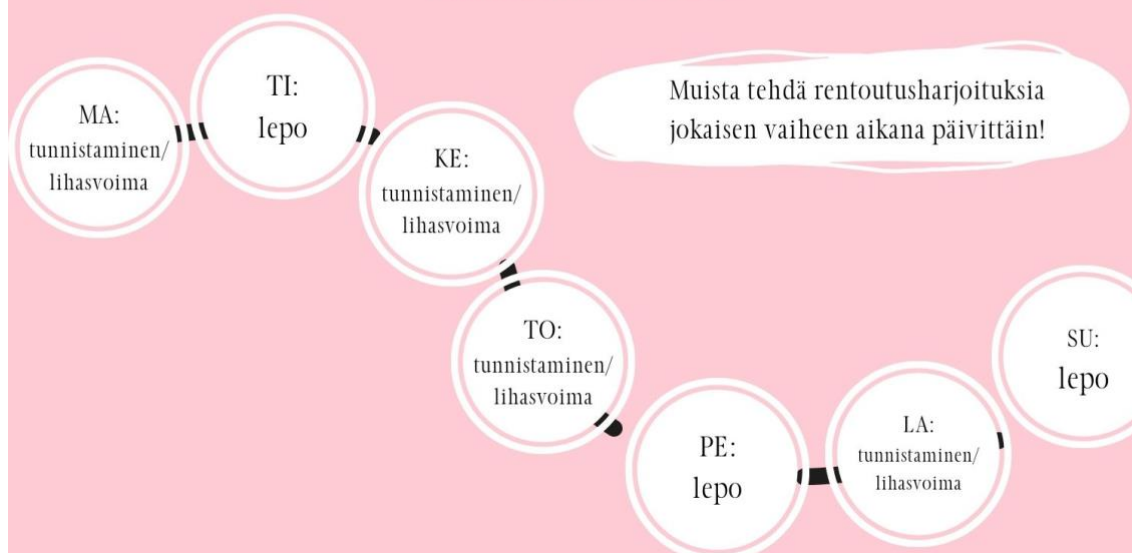 MA:
tunnistaminen/
lihasvoima
TI:
lepo
KE:
tunnistaminen/
lihasvoima
TO:
tunnistaminen/
lihasvoima
PE:
lepo
LA:
tunnistaminen/
lihasvoima
SU:
lepo
Muista tehdä rentoutusharjoituksia
jokaisen vaiheen aikana päivittäin!